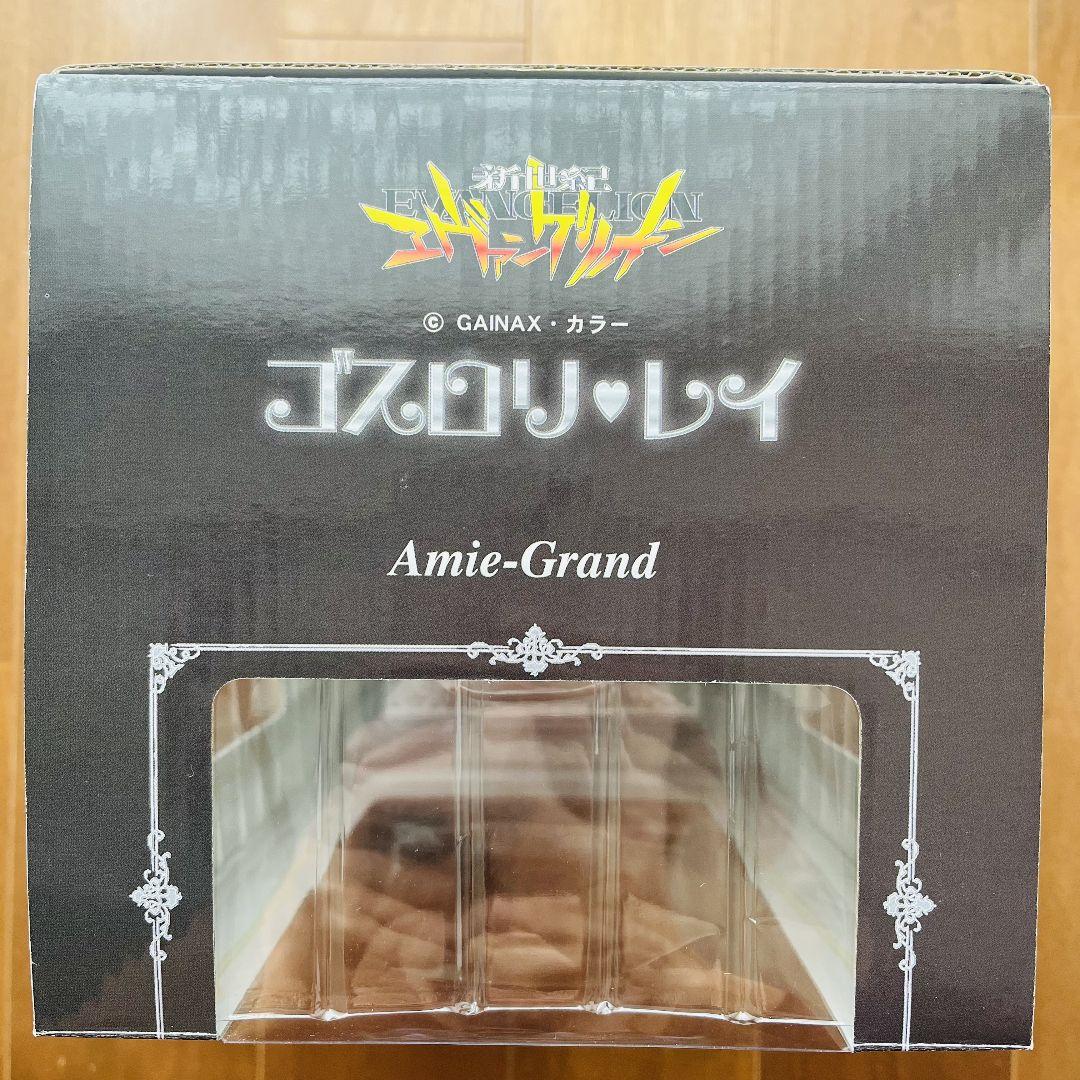 新世紀
EVANGELION
ヱヴァンゲリオン
© GAINAX・カラー
ゴスロリ♥レイ
Amie-Grand